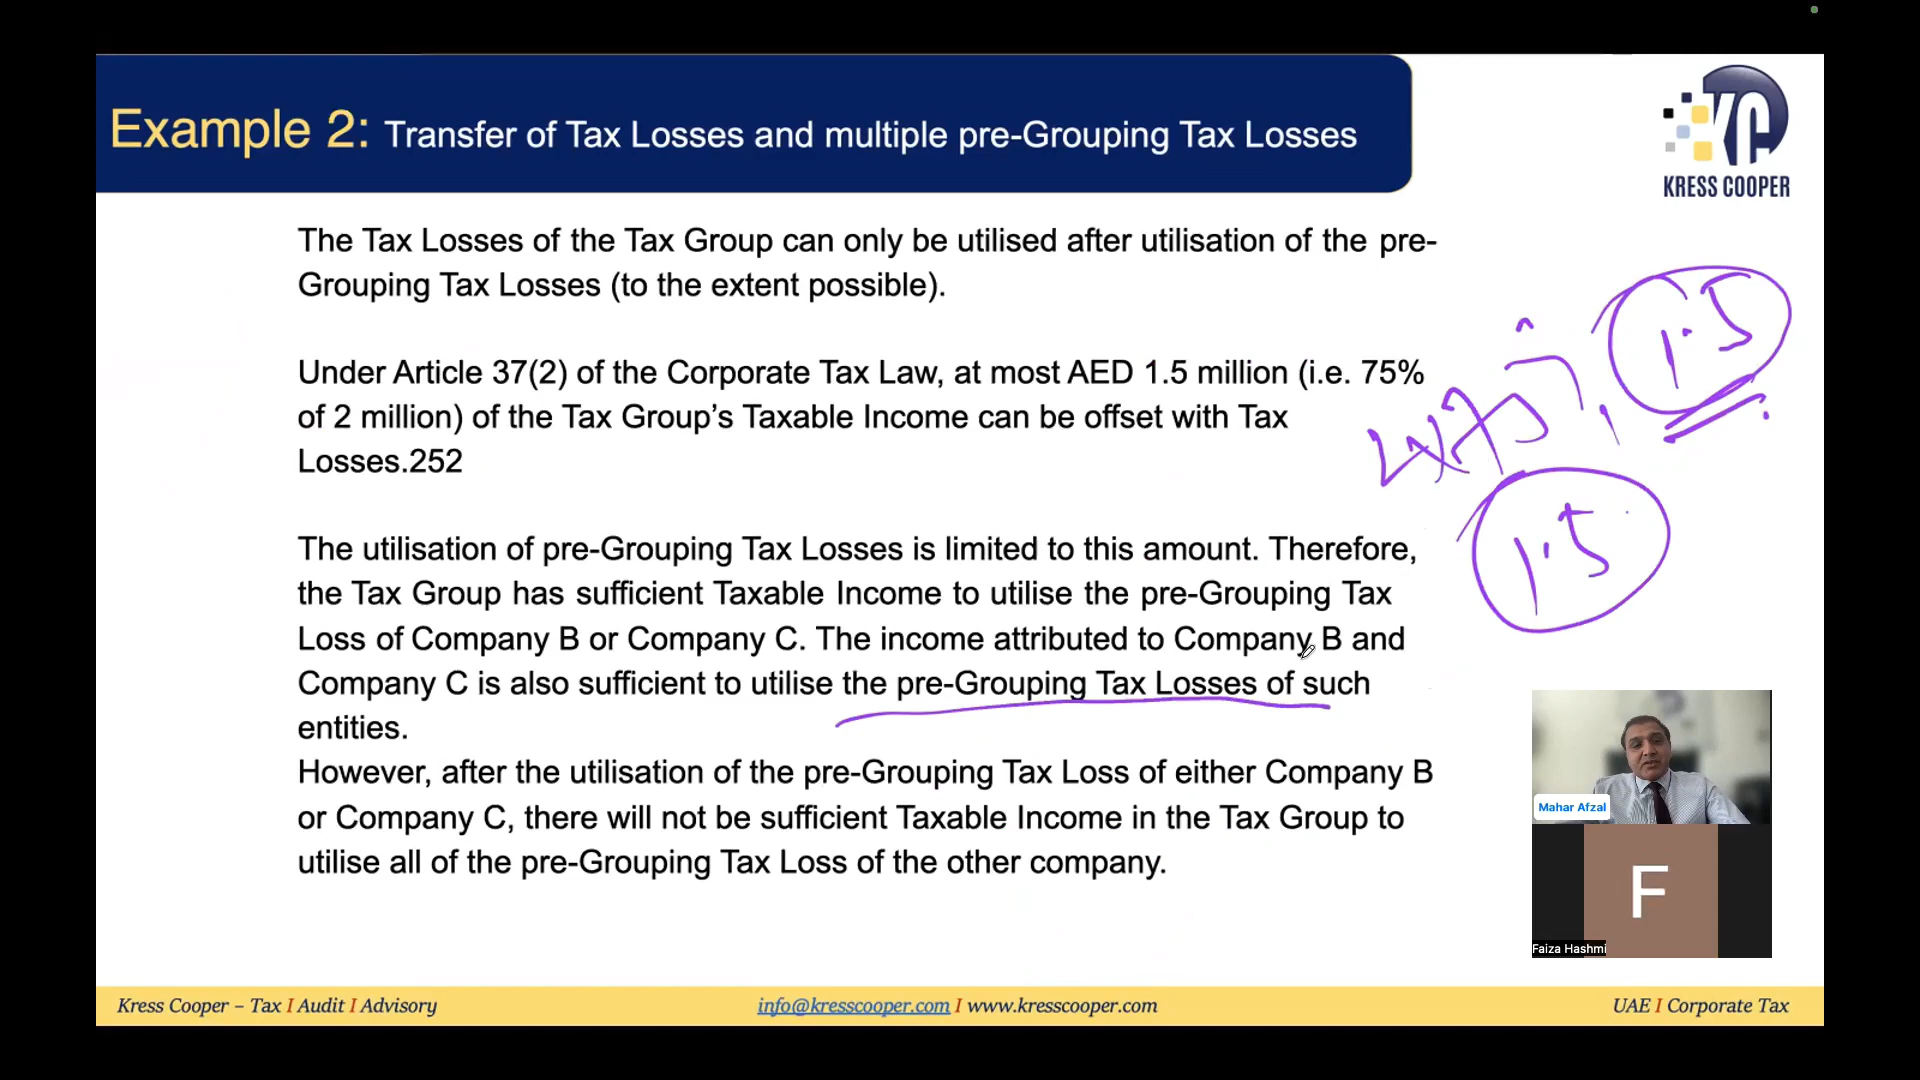 Example 2: Transfer of Tax Losses and multiple pre-Grouping Tax Losses
KC
KRESS COOPER
The Tax Losses of the Tax Group can only be utilised after utilisation of the pre-
Grouping Tax Losses (to the extent possible).
Under Article 37(2) of the Corporate Tax Law, at most AED 1.5 million (i.e. 75%
of 2 million) of the Tax Group’s Taxable Income can be offset with Tax
Losses.252
1.5
1.5
The utilisation of pre-Grouping Tax Losses is limited to this amount. Therefore,
the Tax Group has sufficient Taxable Income to utilise the pre-Grouping Tax
Loss of Company B or Company C. The income attributed to Company B and
Company C is also sufficient to utilise the pre-Grouping Tax Losses of such
entities.
However, after the utilisation of the pre-Grouping Tax Loss of either Company B
or Company C, there will not be sufficient Taxable Income in the Tax Group to
utilise all of the pre-Grouping Tax Loss of the other company.
Mahar Afzal
F
Faiza Hashmi
Kress Cooper – Tax I Audit I Advisory
info@kresscooper.com I www.kresscooper.com
UAE I Corporate Tax